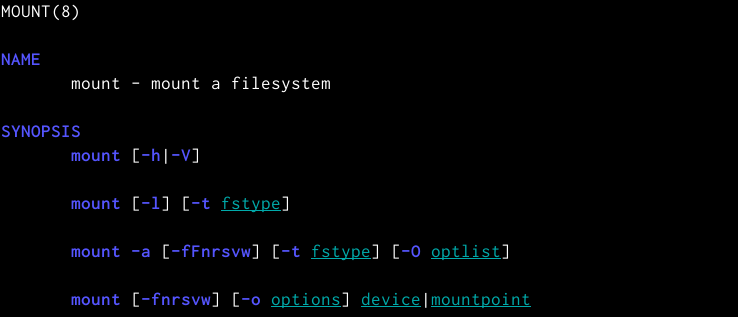 MOUNT(8)
NAME
mount - mount a filesystem
SYNOPSIS
mount [-h|-V]
mount [-l] [-t fstype]
mount -a [-fFnrsvw] [-t fstype] [-O optlist]
mount [-fnrsvw] [-o options] device|mountpoint